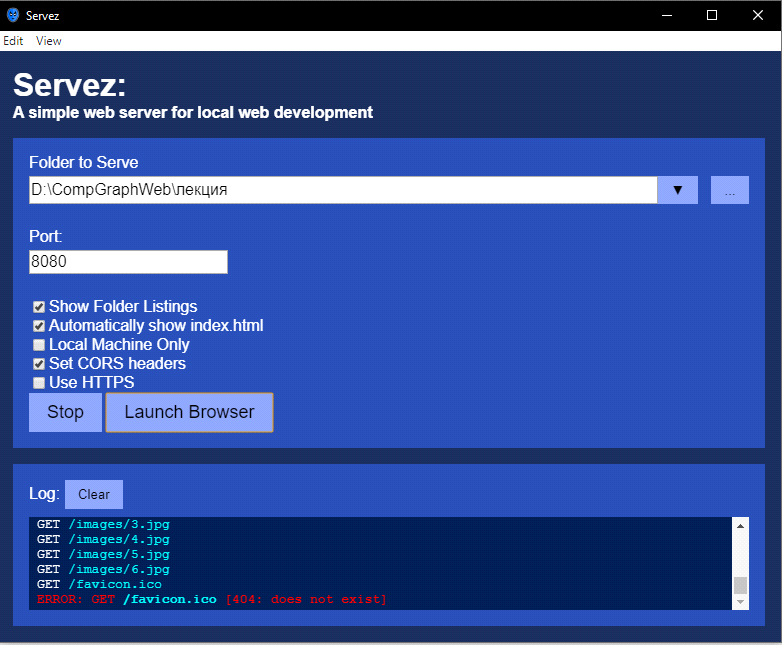 Servez
Edit View
Servez:
A simple web server for local web development
Folder to Serve
D:\CompGraphWeb\лекция ▼ ...
Port:
8080
Show Folder Listings
Automatically show index.html
Local Machine Only
Set CORS headers
Use HTTPS
Stop Launch Browser
Log: Clear
GET /images/3.jpg
GET /images/4.jpg
GET /images/5.jpg
GET /images/6.jpg
GET /favicon.ico
ERROR: GET /favicon.ico [404: does not exist]